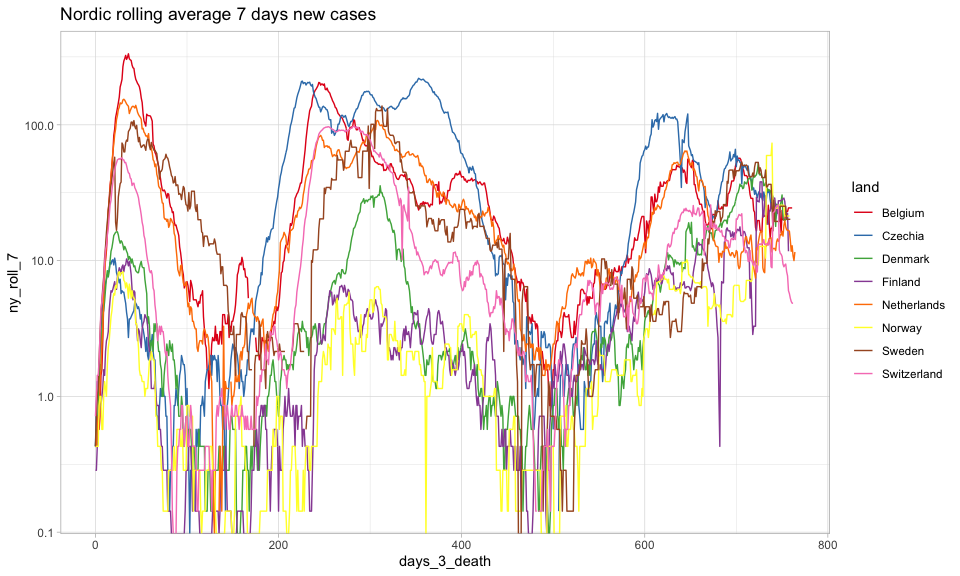 Nordic rolling average 7 days new cases
ny_roll_7
100.0
10.0
1.0
0.1
0
200
400
600
800
days_3_death
land
Belgium
Czechia
Denmark
Finland
Netherlands
Norway
Sweden
Switzerland